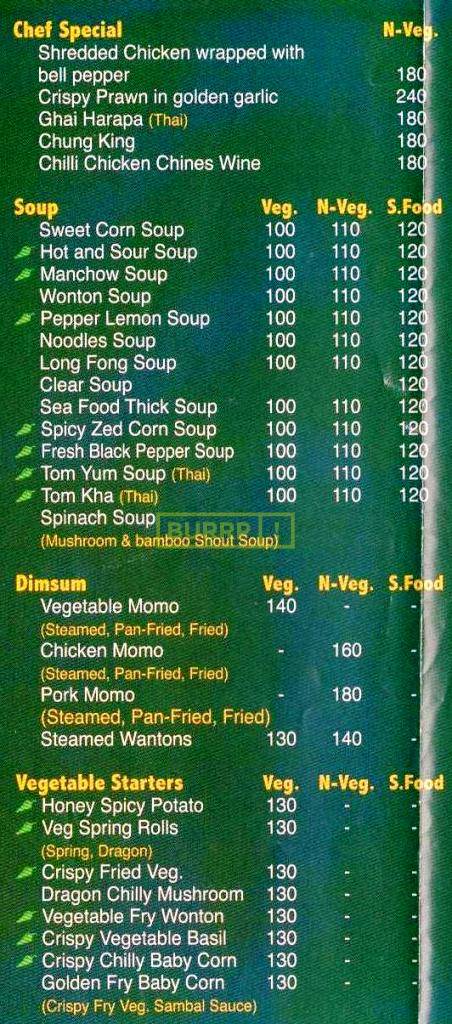 Chef Special N-Veg.
Shredded Chicken wrapped with
bell pepper 180
Crispy Prawn in golden garlic 240
Ghai Harapa (Thai) 180
Chung King 180
Chilli Chicken Chines Wine 180
Soup Veg. N-Veg. S.Food
Sweet Corn Soup 100 110 120
Hot and Sour Soup 100 110 120
Manchow Soup 100 110 120
Wonton Soup 100 110 120
Pepper Lemon Soup 100 110 120
Noodles Soup 100 110 120
Long Fong Soup 100 110 120
Clear Soup 120
Sea Food Thick Soup 100 110 120
Spicy Zed Corn Soup 100 110 120
Fresh Black Pepper Soup 100 110 120
Tom Yum Soup (Thai) 100 110 120
Tom Kha (Thai) 100 110 120
Spinach Soup
BURRP!
(Mushroom & bamboo Shout Soup)
Dimsum Veg. N-Veg. S.Food
Vegetable Momo 140 - -
(Steamed, Pan-Fried, Fried)
Chicken Momo - 160 -
(Steamed, Pan-Fried, Fried)
Pork Momo - 180 -
(Steamed, Pan-Fried, Fried)
Steamed Wantons 130 140 -
Vegetable Starters Veg. N-Veg. S.Food
Honey Spicy Potato 130 - -
Veg Spring Rolls 130 - -
(Spring, Dragon)
Crispy Fried Veg. 130 - -
Dragon Chilly Mushroom 130 - -
Vegetable Fry Wonton 130 - -
Crispy Vegetable Basil 130 - -
Crispy Chilly Baby Corn 130 - -
Golden Fry Baby Corn 130 - -
(Crispy Fry Veg. Sambal Sauce)